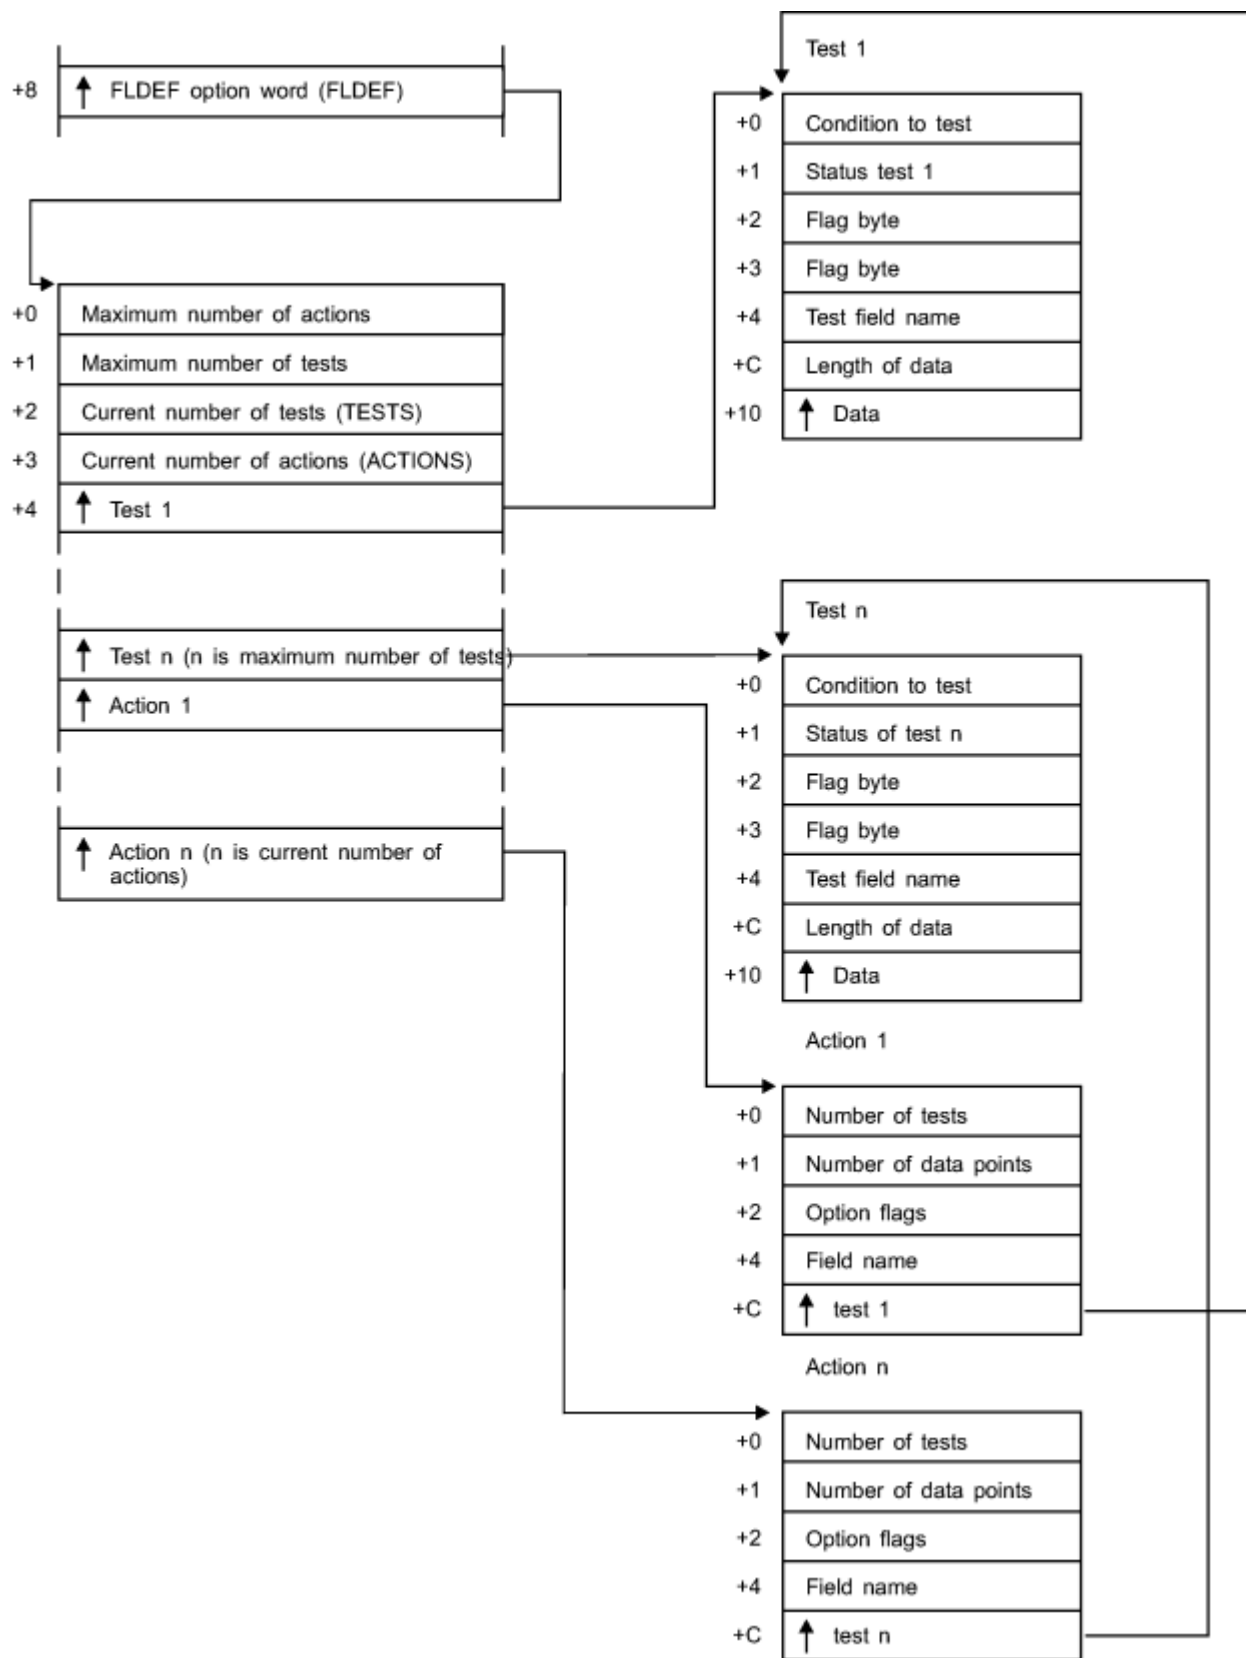 +8 FLDEF option word (FLDEF)
+0 Maximum number of actions
+1 Maximum number of tests
+2 Current number of tests (TESTS)
+3 Current number of actions (ACTIONS)
+4 Test 1
Test n (n is maximum number of tests)
Action 1
Action n (n is current number of
actions)
Test 1
+0 Condition to test
+1 Status test 1
+2 Flag byte
+3 Flag byte
+4 Test field name
+C Length of data
+10 Data
Test n
+0 Condition to test
+1 Status of test n
+2 Flag byte
+3 Flag byte
+4 Test field name
+C Length of data
+10 Data
Action 1
+0 Number of tests
+1 Number of data points
+2 Option flags
+4 Field name
+C test 1
Action n
+0 Number of tests
+1 Number of data points
+2 Option flags
+4 Field name
+C test n